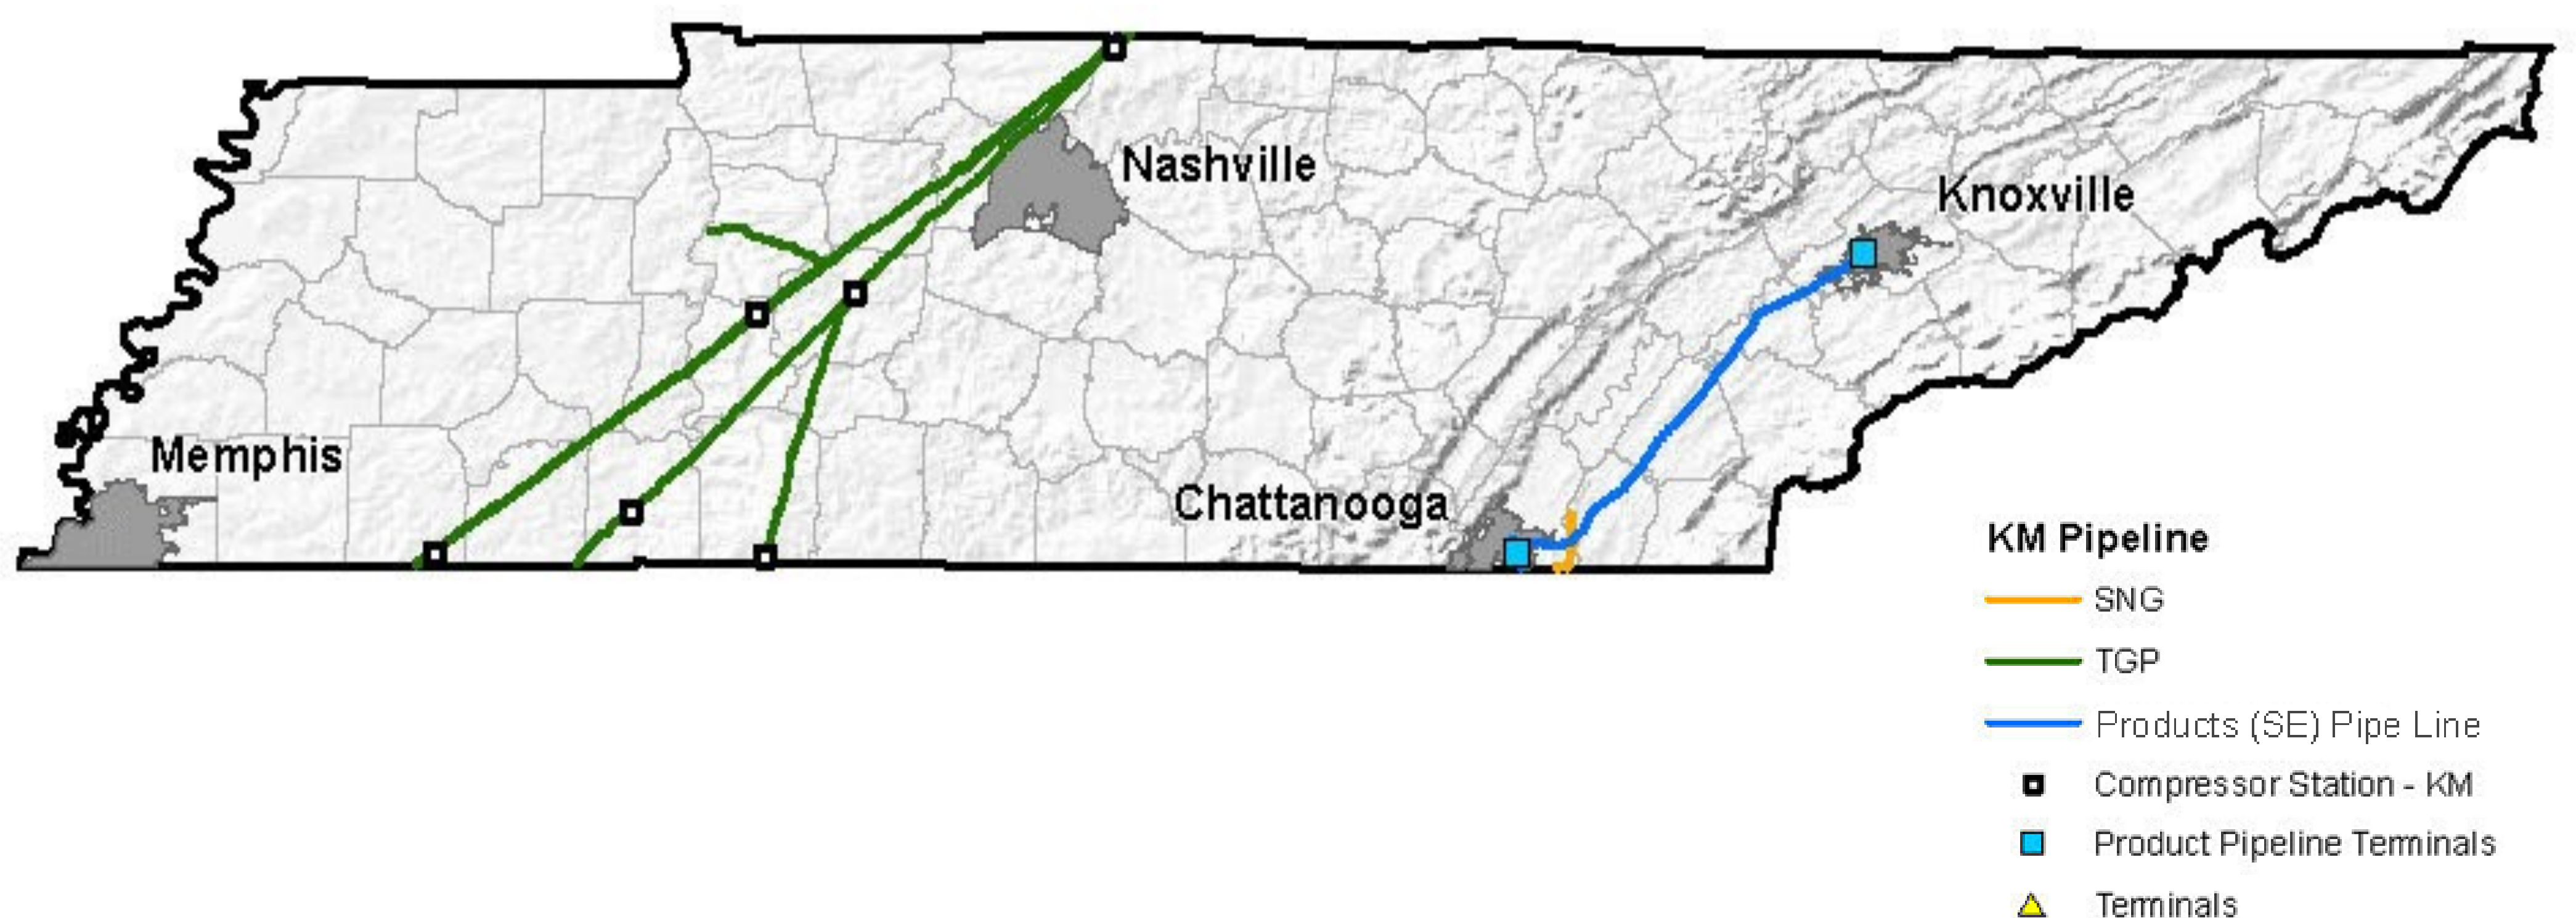 Nashville
Knoxville
Memphis
Chattanooga
KM Pipeline
SNG
TGP
Products (SE) Pipe Line
Compressor Station - KM
Product Pipeline Terminals
Terminals